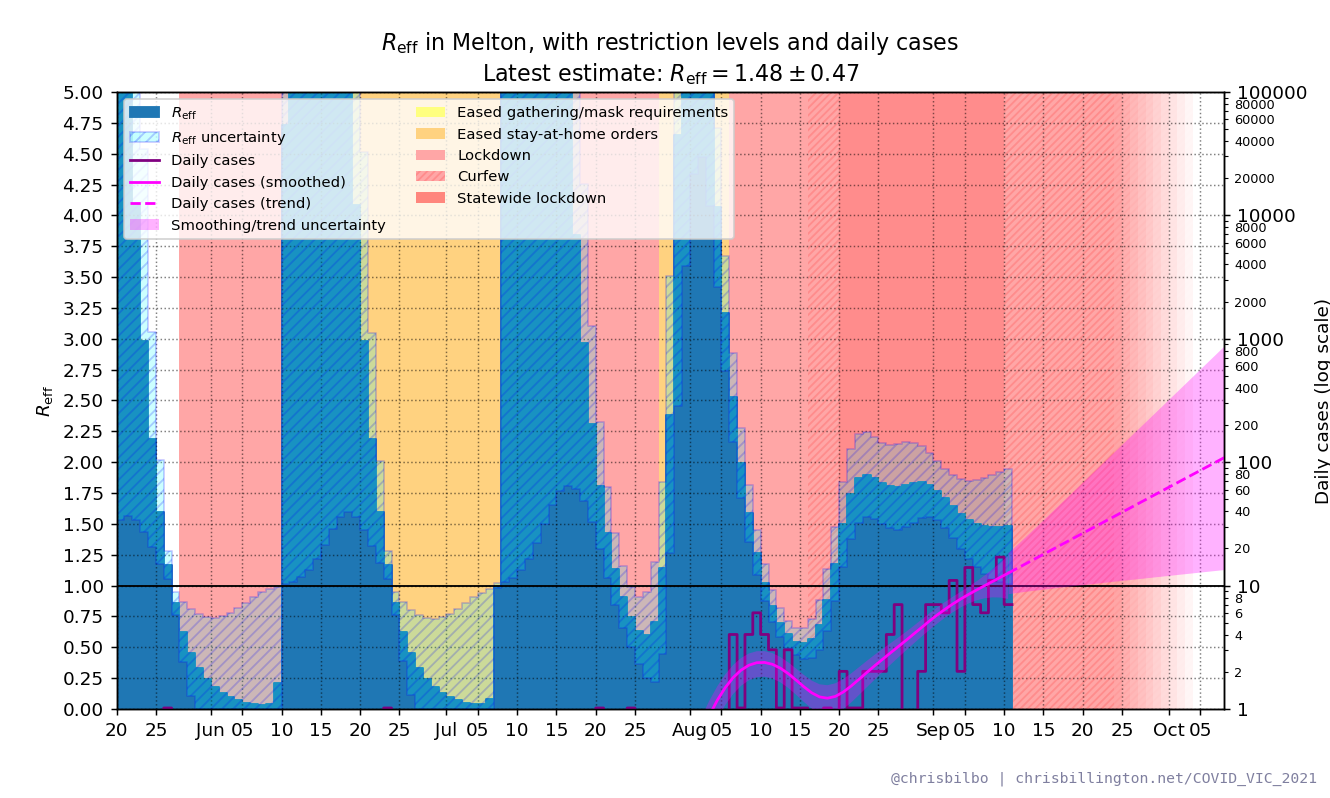 R_eff in Melton, with restriction levels and daily cases
Latest estimate: R_eff = 1.48 ± 0.47
R_eff
R_eff uncertainty
Daily cases
Daily cases (smoothed)
Daily cases (trend)
Smoothing/trend uncertainty
Eased gathering/mask requirements
Eased stay-at-home orders
Lockdown
Curfew
Statewide lockdown
R_eff
5.00
4.75
4.50
4.25
4.00
3.75
3.50
3.25
3.00
2.75
2.50
2.25
2.00
1.75
1.50
1.25
1.00
0.75
0.50
0.25
0.00
100000
80000
60000
40000
20000
10000
8000
6000
4000
2000
1000
800
600
400
200
100
80
60
40
20
10
8
6
4
2
1
Daily cases (log scale)
20 25 Jun 05 10 15 20 25 Jul 05 10 15 20 25 Aug 05 10 15 20 25 Sep 05 10 15 20 25 Oct 05
@chrisbilbo | chrisbillington.net/COVID_VIC_2021